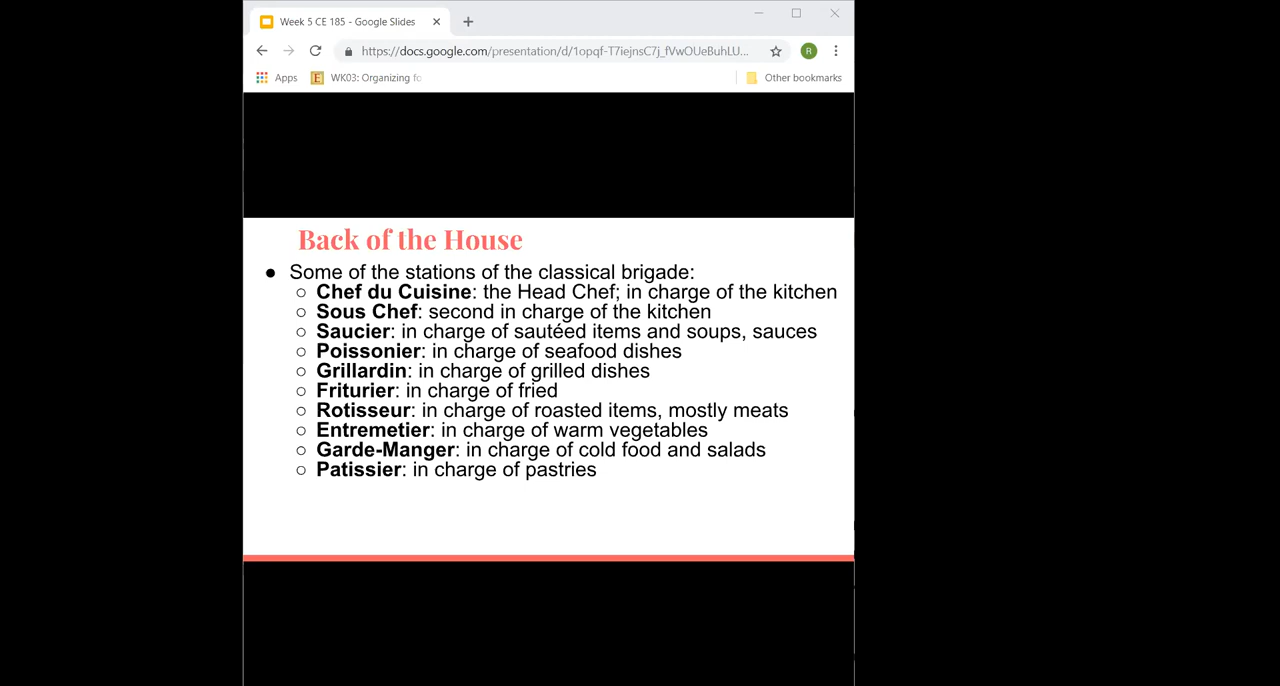 Week 5 CE 185 - Google Slides
https://docs.google.com/presentation/d/1opqf-T7iejnsC7j_fVwOUeBuhLU...
R
Apps
WK03: Organizing fo
Other bookmarks
Back of the House
● Some of the stations of the classical brigade:
○ Chef du Cuisine: the Head Chef; in charge of the kitchen
○ Sous Chef: second in charge of the kitchen
○ Saucier: in charge of sautéed items and soups, sauces
○ Poissonier: in charge of seafood dishes
○ Grillardin: in charge of grilled dishes
○ Friturier: in charge of fried
○ Rotisseur: in charge of roasted items, mostly meats
○ Entremetier: in charge of warm vegetables
○ Garde-Manger: in charge of cold food and salads
○ Patissier: in charge of pastries